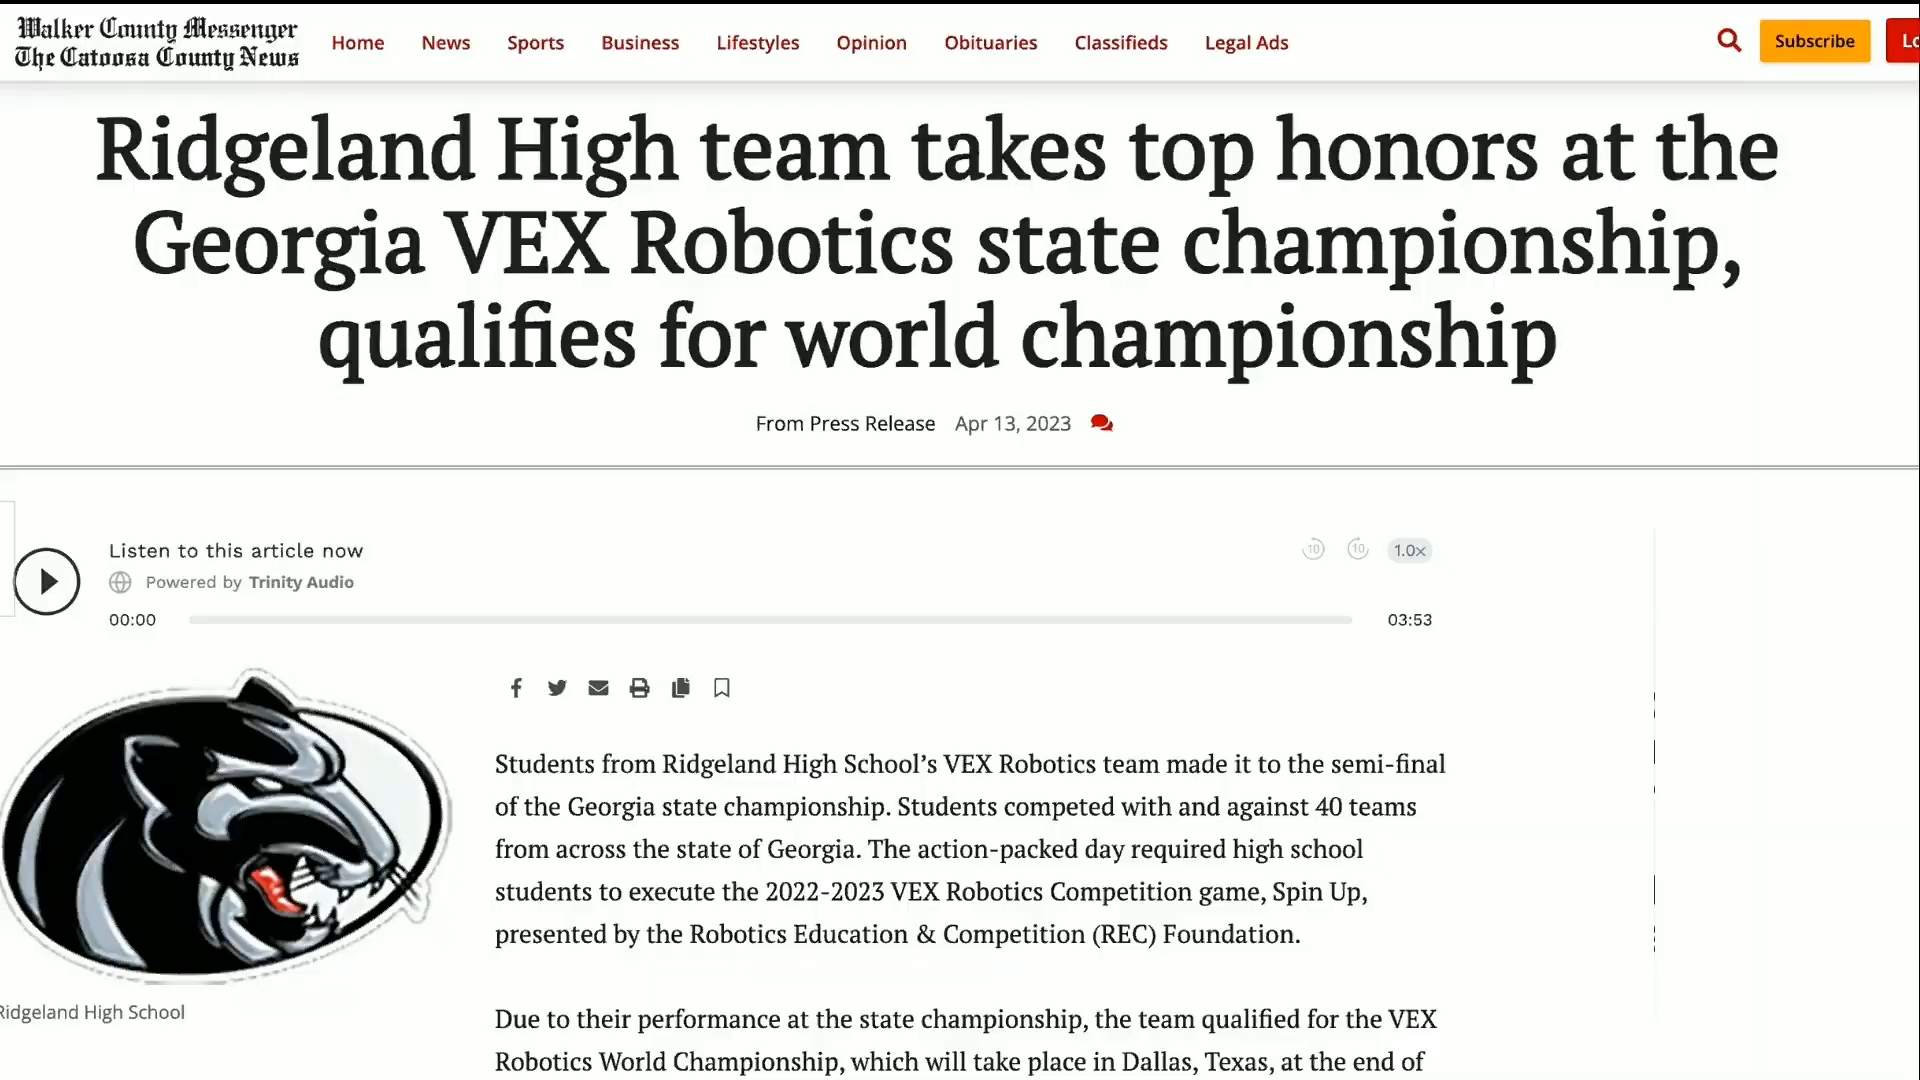 Walker County Messenger
The Catoosa County News
Home News Sports Business Lifestyles Opinion Obituaries Classifieds Legal Ads
Subscribe
Ridgeland High team takes top honors at the
Georgia VEX Robotics state championship,
qualifies for world championship
From Press Release Apr 13, 2023
Listen to this article now
10 10 1.0x
Powered by Trinity Audio
00:00 03:53
Students from Ridgeland High School’s VEX Robotics team made it to the semi-final
of the Georgia state championship. Students competed with and against 40 teams
from across the state of Georgia. The action-packed day required high school
students to execute the 2022-2023 VEX Robotics Competition game, Spin Up,
presented by the Robotics Education & Competition (REC) Foundation.
Ridgeland High School
Due to their performance at the state championship, the team qualified for the VEX
Robotics World Championship, which will take place in Dallas, Texas, at the end of